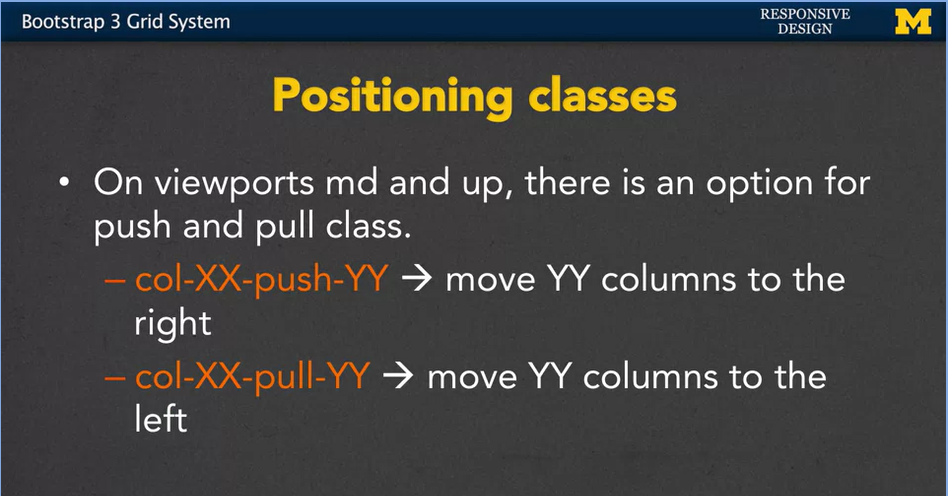 Bootstrap 3 Grid System
RESPONSIVE
DESIGN
M
Positioning classes
• On viewports md and up, there is an option for
push and pull class.
– col-XX-push-YY → move YY columns to the
right
– col-XX-pull-YY → move YY columns to the
left